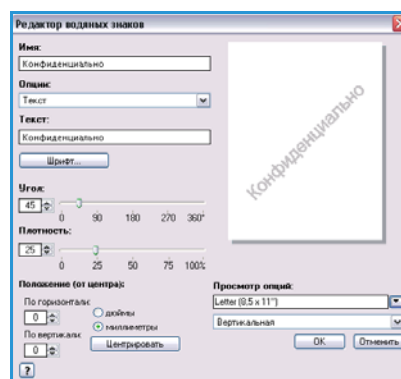 Редактор водяных знаков
Имя:
Конфиденциально
Опции:
Текст
Текст:
Конфиденциально
Шрифт...
Угол:
45
0 90 180 270 360°
Плотность:
25
0 25 50 75 100%
Положение (от центра):
По горизонтали:
0
дюймы
миллиметры
По вертикали:
0
Центрировать
?
Конфиденциально
Просмотр опций:
Letter (8,5 x 11")
Вертикальная
OK
Отменить